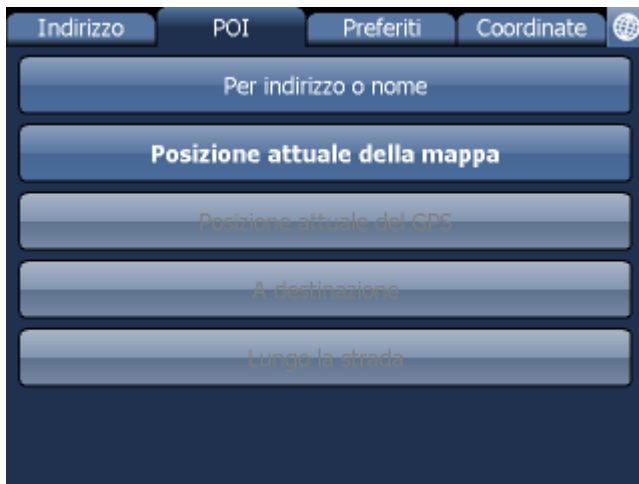 Indirizzo
POI
Preferiti
Coordinate
Per indirizzo o nome
Posizione attuale della mappa
Posizione attuale del GPS
A destinazione
Lungo la strada